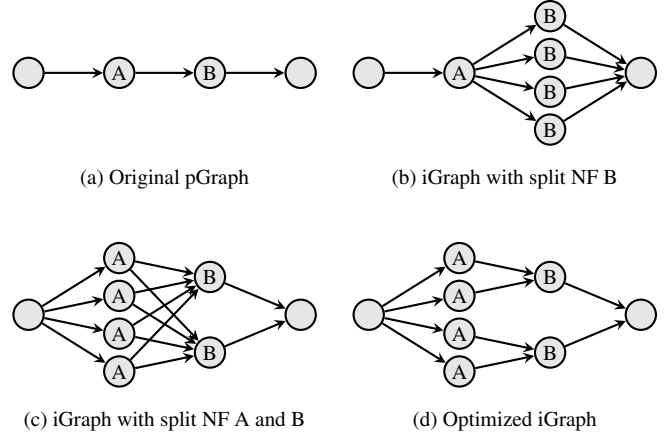 A B
B
B
A
B
B
(a) Original pGraph
(b) iGraph with split NF B
A
A
B
A
B
A
A
A
B
A
B
A
(c) iGraph with split NF A and B
(d) Optimized iGraph